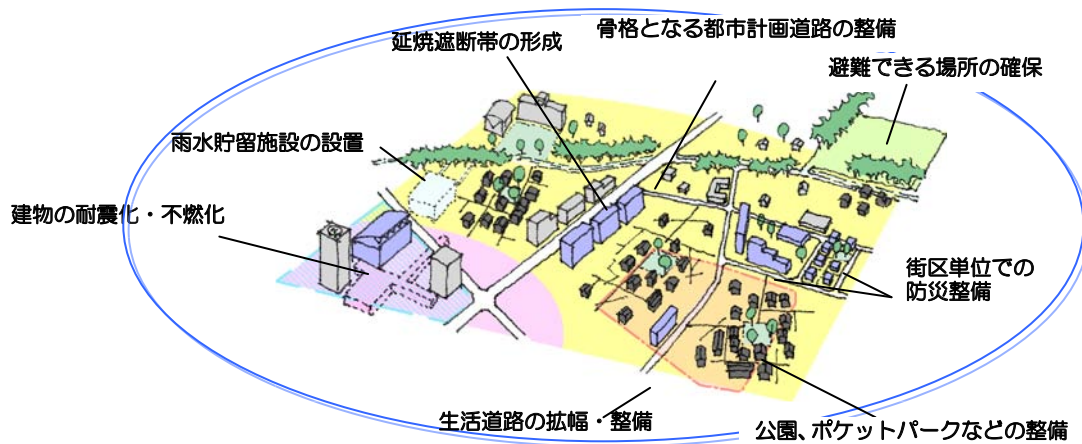 骨格となる都市計画道路の整備
延焼遮断帯の形成
避難できる場所の確保
雨水貯留施設の設置
建物の耐震化・不燃化
街区単位での
防災整備
生活道路の拡幅・整備
公園、ポケットパークなどの整備